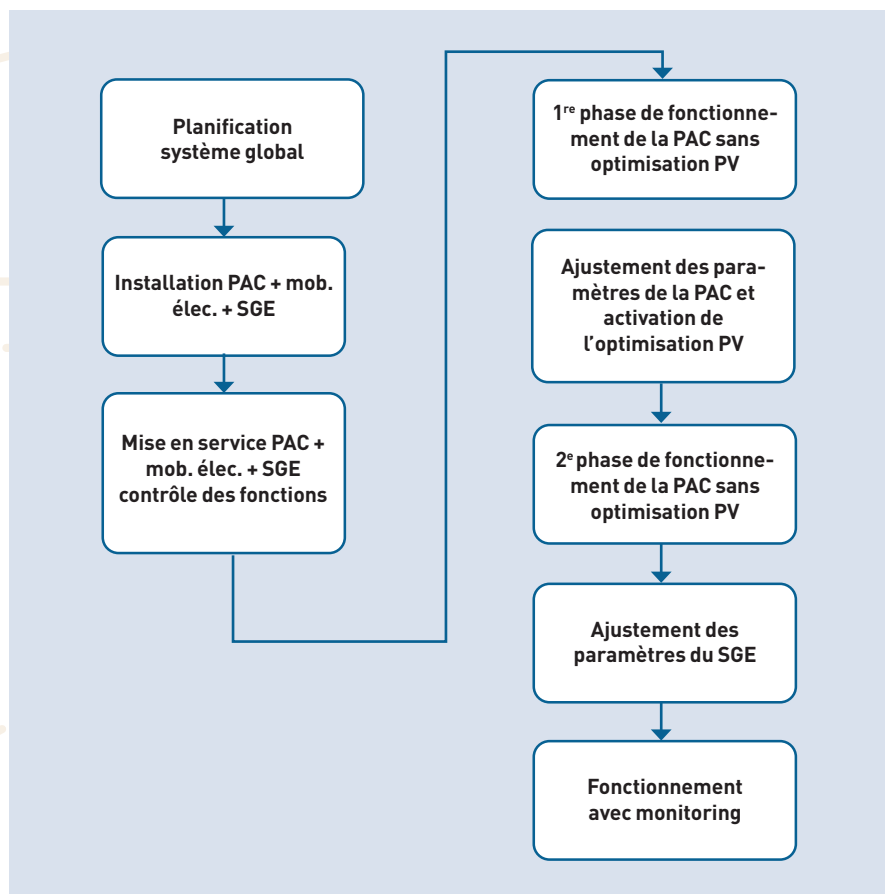 Planification
système global
Installation PAC + mob.
élec. + SGE
Mise en service PAC +
mob. élec. + SGE
contrôle des fonctions
1re phase de fonctionne-
ment de la PAC sans
optimisation PV
Ajustement des para-
mètres de la PAC et
activation de
l’optimisation PV
2e phase de fonctionne-
ment de la PAC sans
optimisation PV
Ajustement des
paramètres du SGE
Fonctionnement
avec monitoring